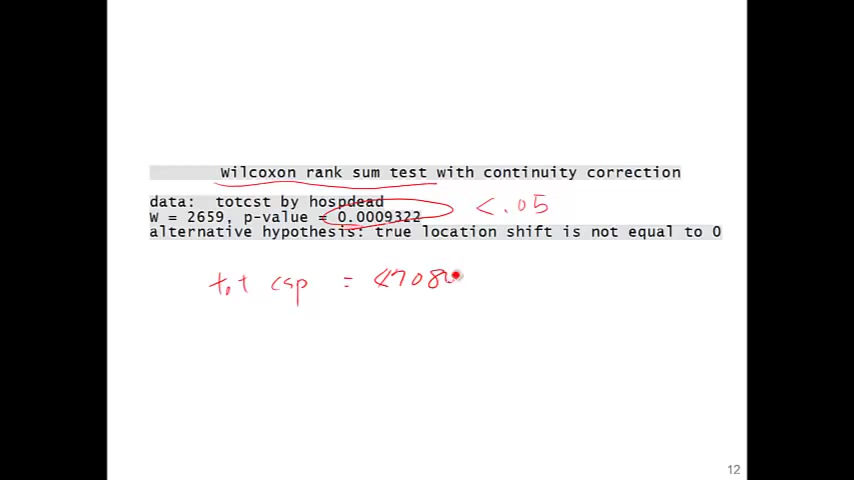 Wilcoxon rank sum test with continuity correction
data: totcst by hospdead
W = 2659, p-value = 0.0009322 < .05
alternative hypothesis: true location shift is not equal to 0
tot = 4708
12